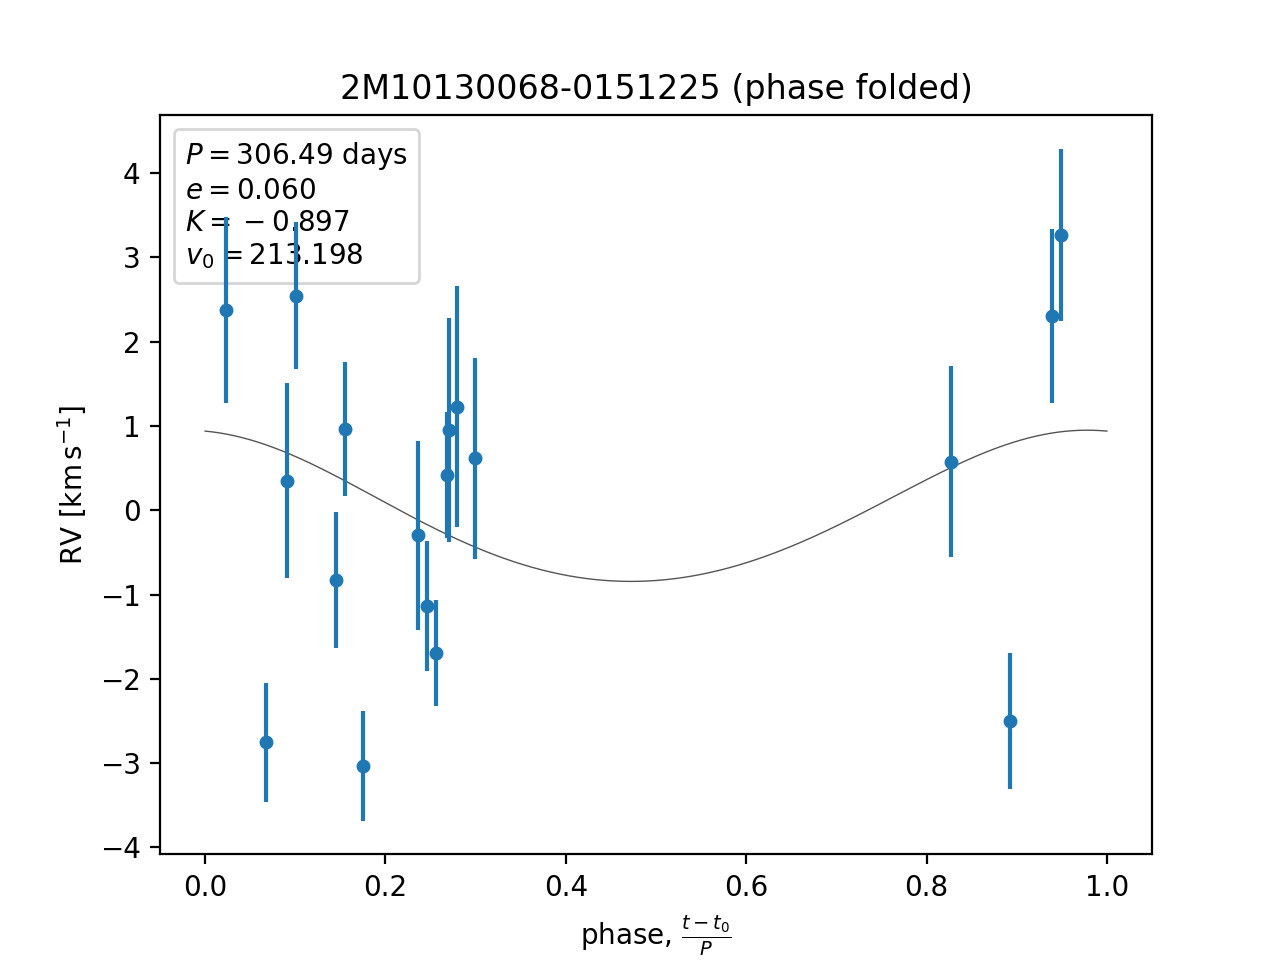 2M10130068-0151225 (phase folded)
P = 306.49 days
e = 0.060
K = −0.897
v₀ = 213.198
RV [km s⁻¹]
4
3
2
1
0
−1
−2
−3
−4
0.0 0.2 0.4 0.6 0.8 1.0
phase, (t − t₀)/P